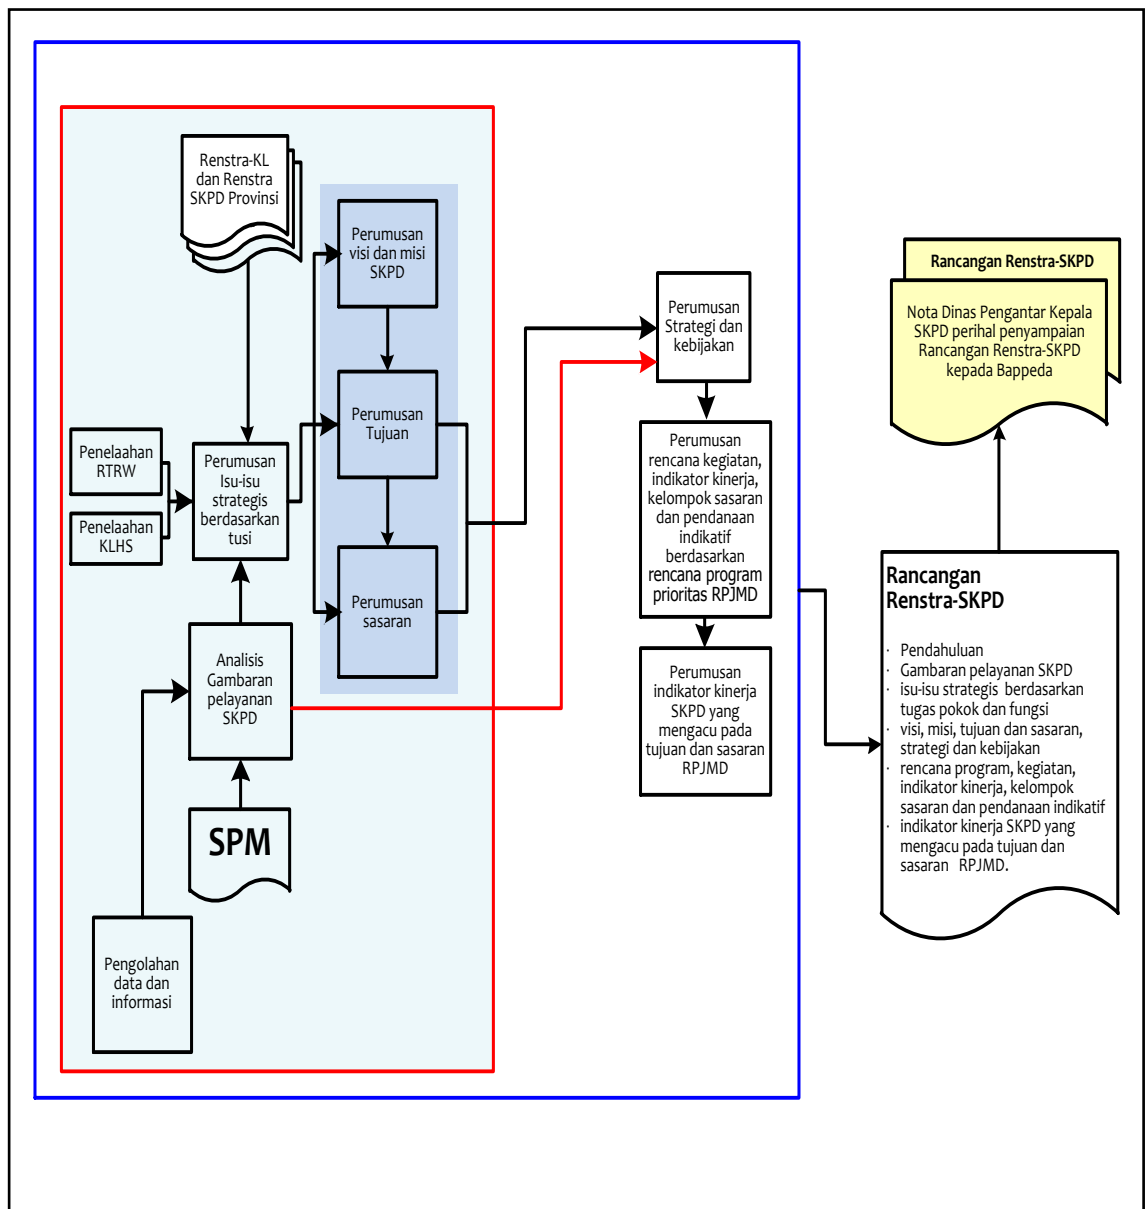 Renstra-KL
dan Renstra
SKPD Provinsi
Perumusan
visi dan misi
SKPD
Perumusan
Tujuan
Perumusan
sasaran
Penelaahan
RTRW
Penelaahan
KLHS
Perumusan
Isu-isu
strategis
berdasarkan
tusi
Analisis
Gambaran
pelayanan
SKPD
SPM
Pengolahan
data dan
informasi
Perumusan
Strategi dan
kebijakan
Perumusan
rencana kegiatan,
indikator kinerja,
kelompok sasaran
dan pendanaan
indikatif
berdasarkan
rencana program
prioritas RPJMD
Perumusan
indikator kinerja
SKPD yang
mengacu pada
tujuan dan sasaran
RPJMD
Rancangan Renstra-SKPD
Nota Dinas Pengantar Kepala
SKPD perihal penyampaian
Rancangan Renstra-SKPD
kepada Bappeda
Rancangan
Renstra-SKPD
· Pendahuluan
· Gambaran pelayanan SKPD
· isu-isu strategis berdasarkan
tugas pokok dan fungsi
· visi, misi, tujuan dan sasaran,
strategi dan kebijakan
· rencana program, kegiatan,
indikator kinerja, kelompok
sasaran dan pendanaan indikatif
· indikator kinerja SKPD yang
mengacu pada tujuan dan
sasaran RPJMD.